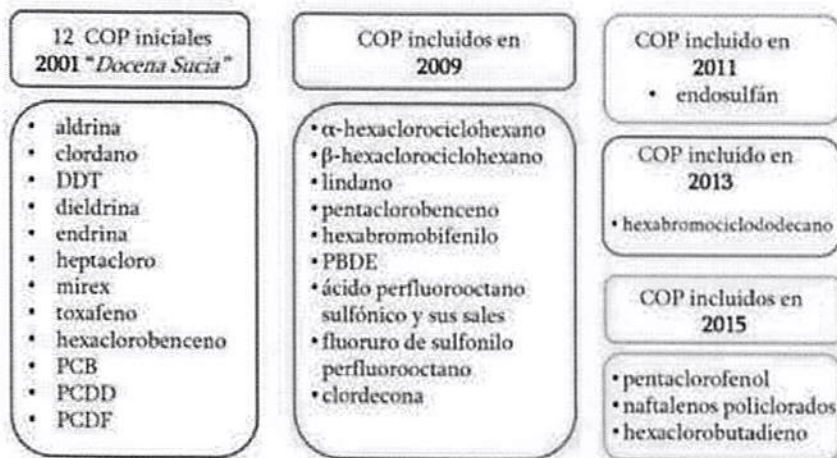 12 COP iniciales
2001 "Docena Sucia"
• aldrina
• clordano
• DDT
• dieldrina
• endrina
• heptacloro
• mirex
• toxafeno
• hexaclorobenceno
• PCB
• PCDD
• PCDF
COP incluidos en
2009
• α-hexaclorociclohexano
• β-hexaclorociclohexano
• lindano
• pentaclorobenceno
• hexabromobifenilo
• PBDE
• ácido perfluorooctano
sulfónico y sus sales
• fluoruro de sulfonilo
perfluorooctano
• clordecona
COP incluido en
2011
• endosulfán
COP incluido en
2013
• hexabromociclododecano
COP incluidos en
2015
• pentaclorofenol
• naftalenos policlorados
• hexaclorobutadieno